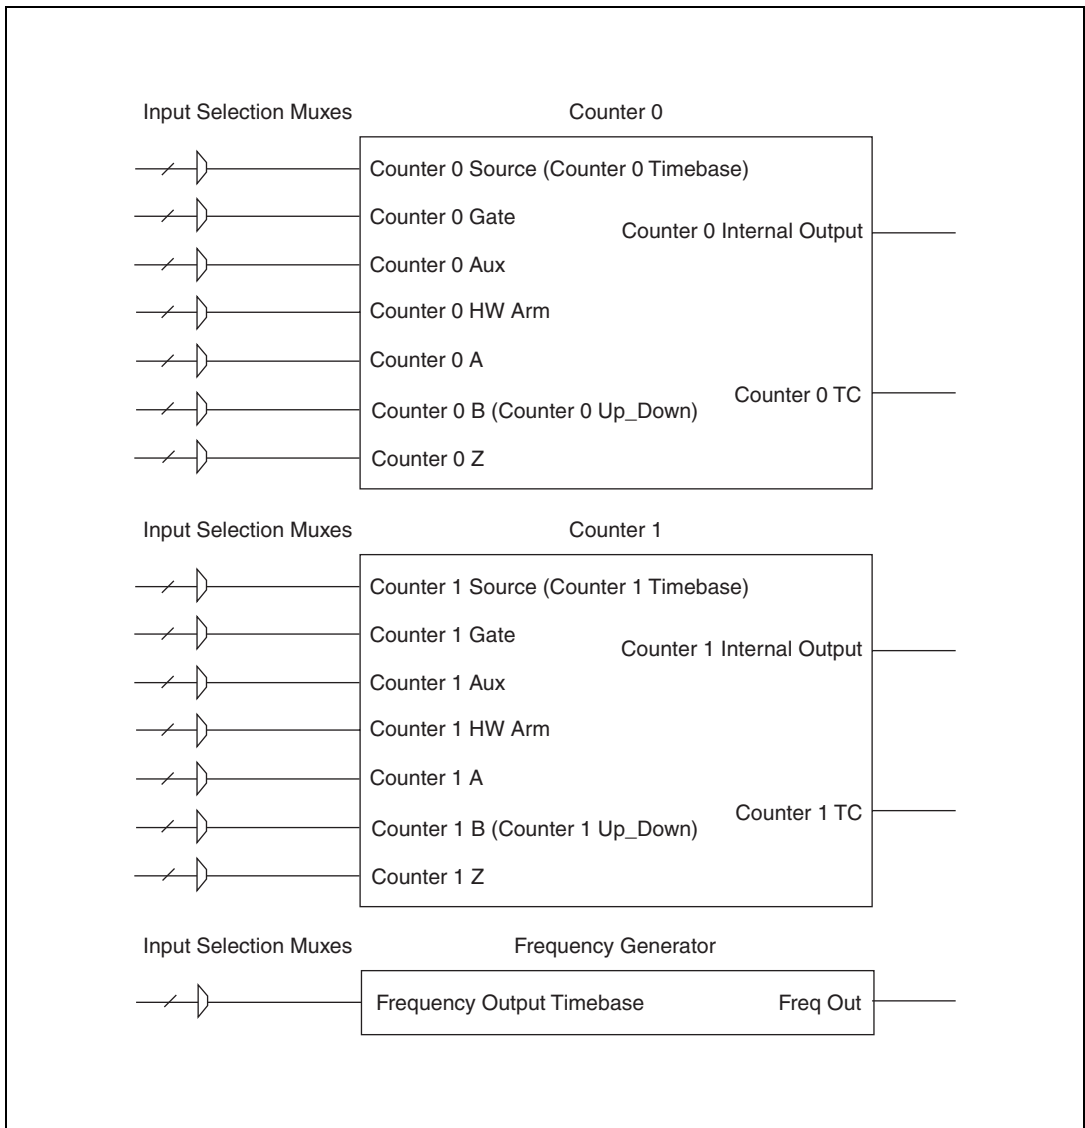 Input Selection Muxes
Counter 0
Counter 0 Source (Counter 0 Timebase)
Counter 0 Gate
Counter 0 Internal Output
Counter 0 Aux
Counter 0 HW Arm
Counter 0 A
Counter 0 TC
Counter 0 B (Counter 0 Up_Down)
Counter 0 Z
Input Selection Muxes
Counter 1
Counter 1 Source (Counter 1 Timebase)
Counter 1 Gate
Counter 1 Internal Output
Counter 1 Aux
Counter 1 HW Arm
Counter 1 A
Counter 1 TC
Counter 1 B (Counter 1 Up_Down)
Counter 1 Z
Input Selection Muxes
Frequency Generator
Frequency Output Timebase
Freq Out